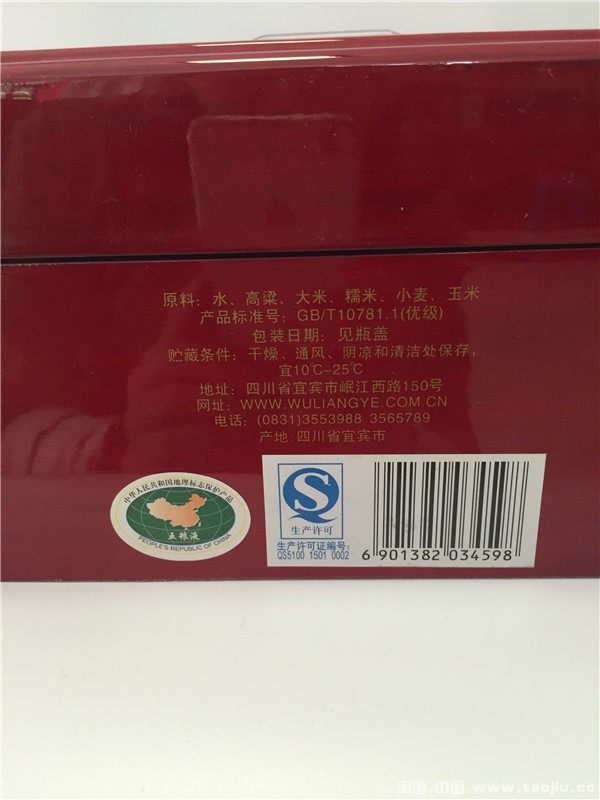 原料：水、高粱、大米、糯米、小麦、玉米
产品标准号：GB/T10781.1(优级)
包装日期：见瓶盖
贮藏条件：干燥、通风、阴凉和清洁处保存，
宜10℃-25℃
地址：四川省宜宾市岷江西路150号
网址：WWW.WULIANGYE.COM.CN
电话：(0831)3553988 3565789
产地：四川省宜宾市
中华人民共和国地理标志保护产品
五粮液
PEOPLE'S REPUBLIC OF CHINA
生产许可
生产许可证编号：
QS5100 1501 0002
6 901382 034598
淘酒.中国 www.taojiu.cc